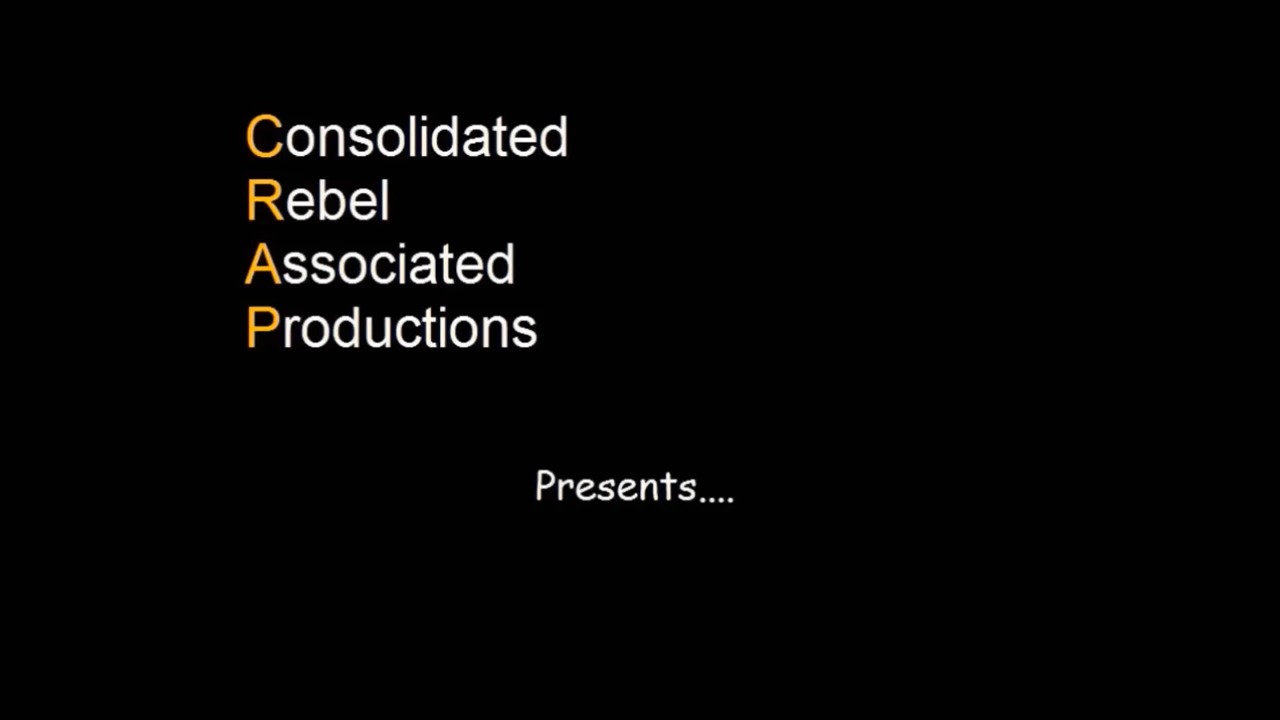 Consolidated
Rebel
Associated
Productions
Presents....